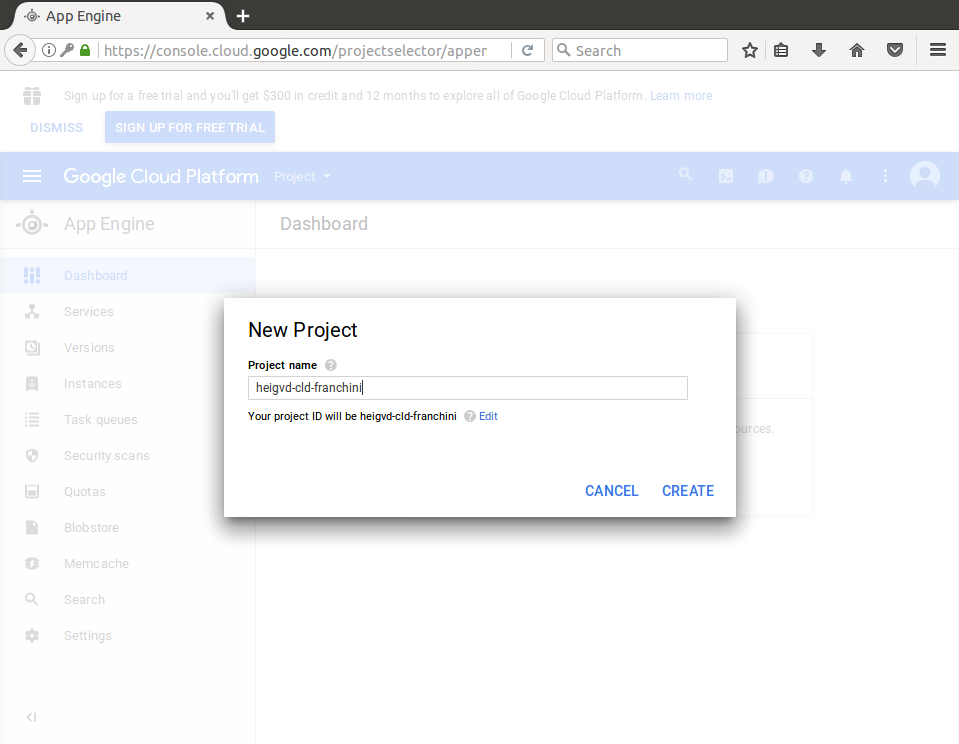 App Engine
https://console.cloud.google.com/projectselector/apper
Search
Sign up for a free trial and you'll get $300 in credit and 12 months to explore all of Google Cloud Platform. Learn more
DISMISS
SIGN UP FOR FREE TRIAL
Google Cloud Platform
Project
App Engine
Dashboard
Dashboard
Services
Versions
Instances
Task queues
Security scans
Quotas
Blobstore
Memcache
Search
Settings
New Project
Project name
heigvd-cld-franchini
Your project ID will be heigvd-cld-franchini Edit
CANCEL
CREATE
ources.